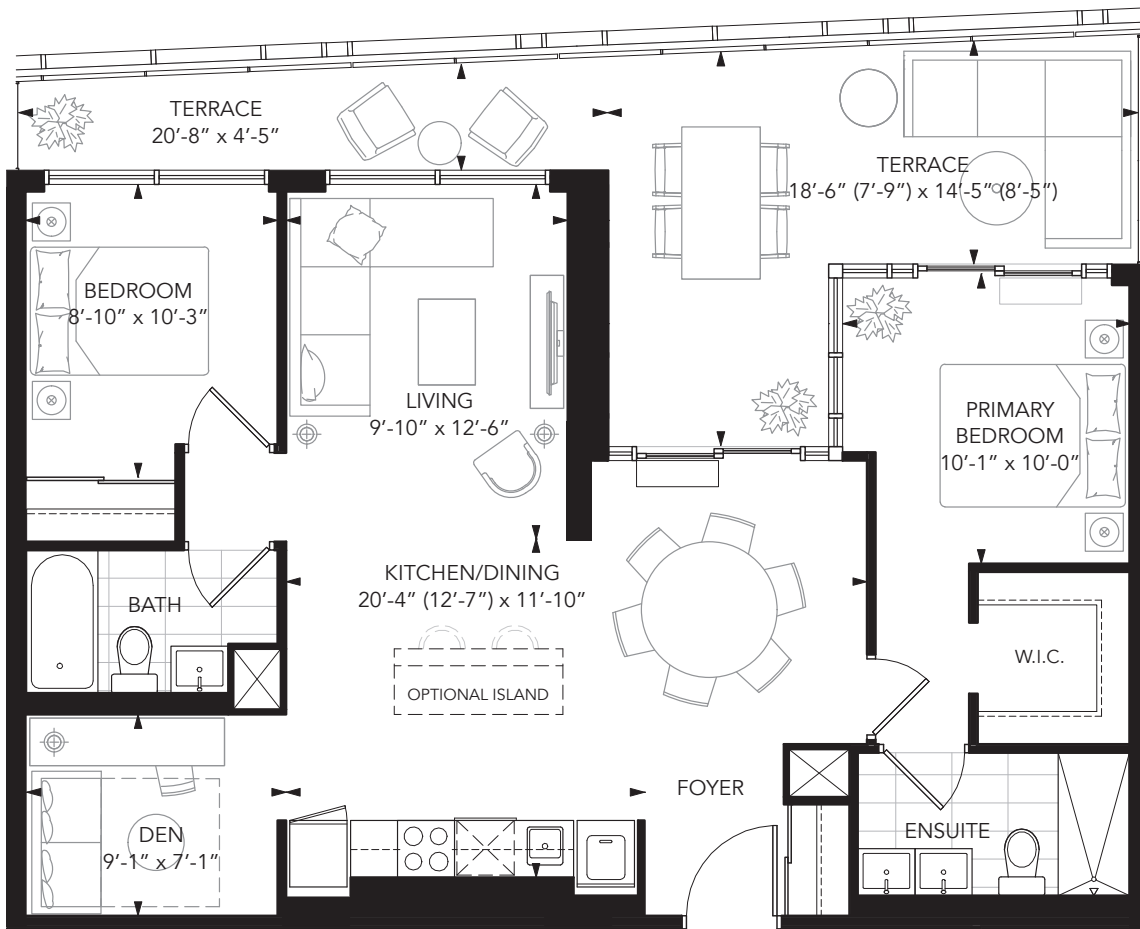 TERRACE
20’-8” x 4’-5”
TERRACE
18’-6” (7’-9”) x 14’-5” (8’-5”)
BEDROOM
8’-10” x 10’-3”
LIVING
9’-10” x 12’-6”
PRIMARY
BEDROOM
10’-1” x 10’-0”
KITCHEN/DINING
20’-4” (12’-7”) x 11’-10”
BATH
W.I.C.
OPTIONAL ISLAND
FOYER
DEN
9’-1” x 7’-1”
ENSUITE